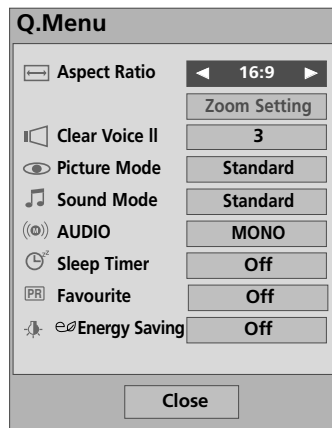 Q.Menu
Aspect Ratio ◄ 16:9 ►
Zoom Setting
Clear Voice ll 3
Picture Mode Standard
Sound Mode Standard
AUDIO MONO
Sleep Timer Off
PR Favourite Off
Energy Saving Off
Close